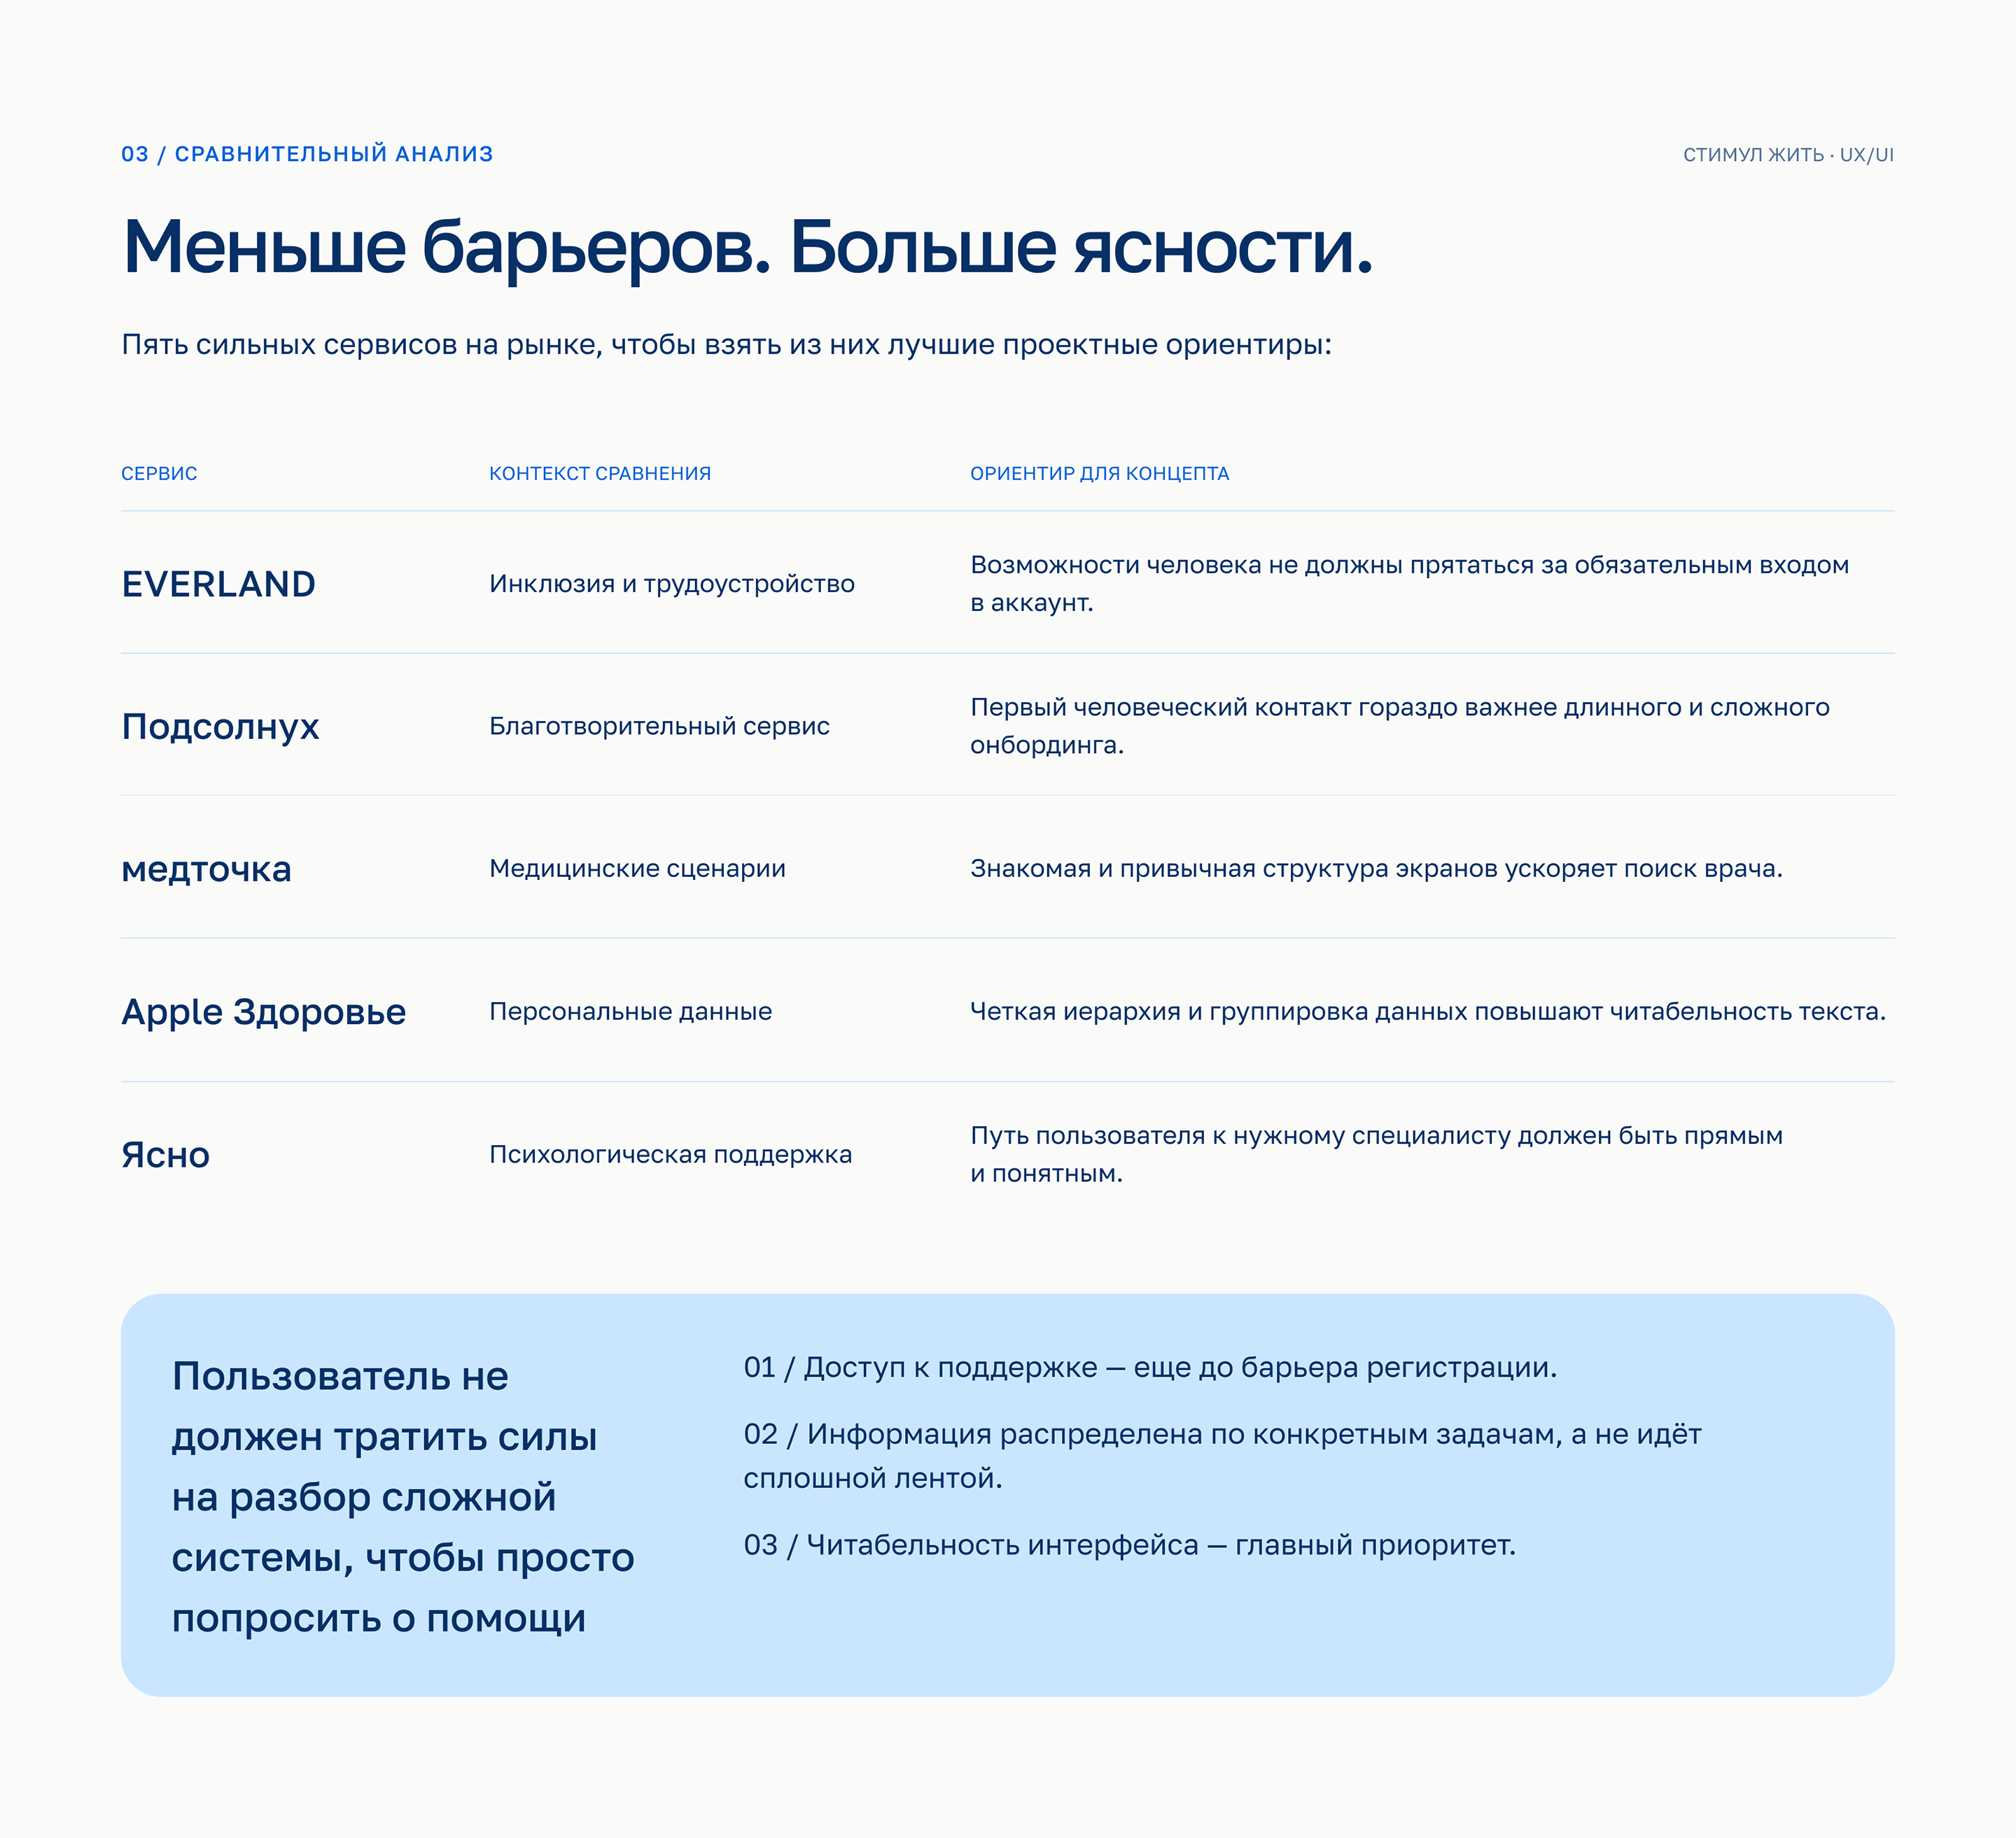 03 / СРАВНИТЕЛЬНЫЙ АНАЛИЗ
СТИМУЛ ЖИТЬ · UX/UI
Меньше барьеров. Больше ясности.
Пять сильных сервисов на рынке, чтобы взять из них лучшие проектные ориентиры:
СЕРВИС
КОНТЕКСТ СРАВНЕНИЯ
ОРИЕНТИР ДЛЯ КОНЦЕПТА
EVERLAND
Инклюзия и трудоустройство
Возможности человека не должны прятаться за обязательным входом
в аккаунт.
Подсолнух
Благотворительный сервис
Первый человеческий контакт гораздо важнее длинного и сложного
онбординга.
медточка
Медицинские сценарии
Знакомая и привычная структура экранов ускоряет поиск врача.
Apple Здоровье
Персональные данные
Четкая иерархия и группировка данных повышают читабельность текста.
Ясно
Психологическая поддержка
Путь пользователя к нужному специалисту должен быть прямым
и понятным.
Пользователь не
должен тратить силы
на разбор сложной
системы, чтобы просто
попросить о помощи
01 / Доступ к поддержке — еще до барьера регистрации.
02 / Информация распределена по конкретным задачам, а не идёт
сплошной лентой.
03 / Читабельность интерфейса — главный приоритет.